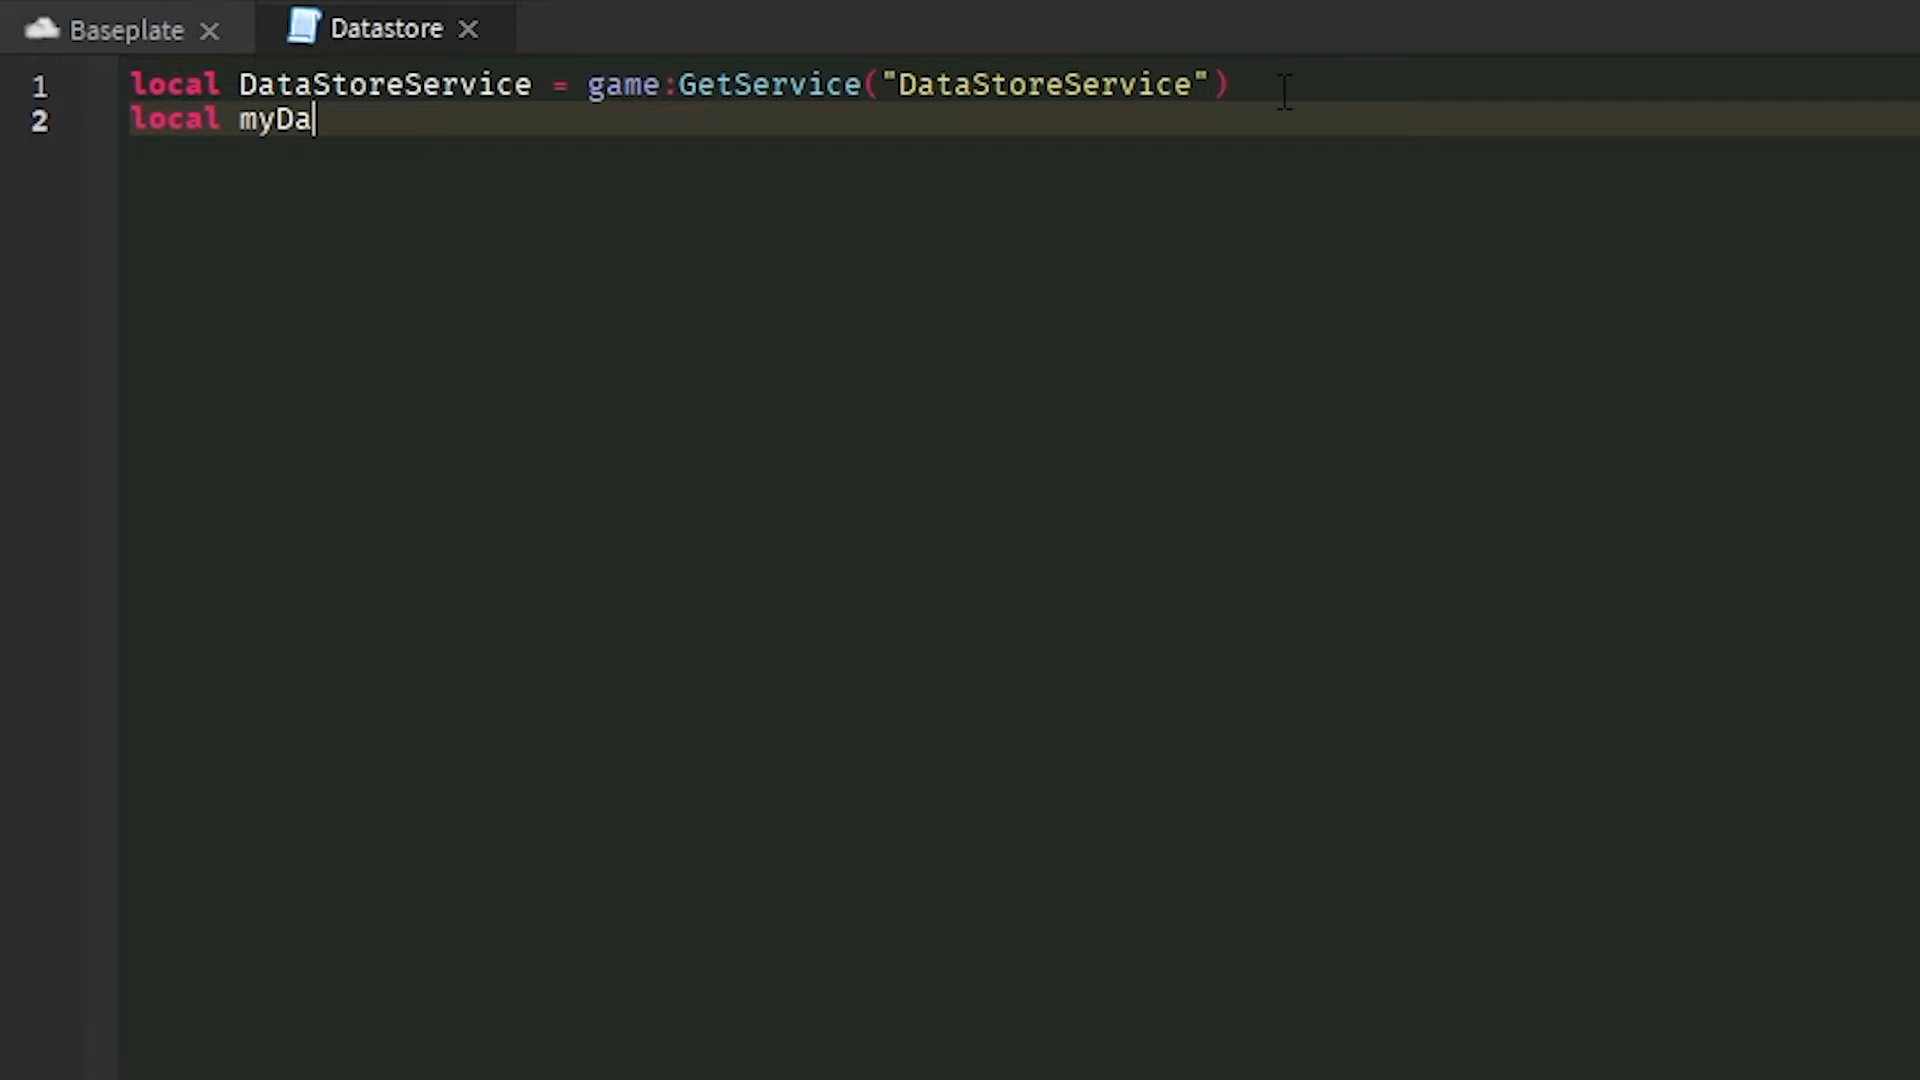 Baseplate
Datastore
1 local DataStoreService = game:GetService("DataStoreService")
2 local myDa